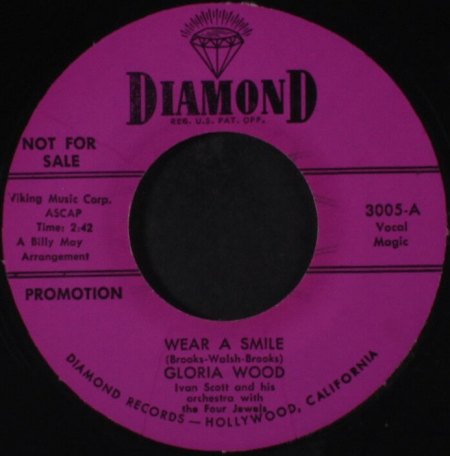 DIAMOND
REG. U.S. PAT. OFF.
NOT FOR
SALE
Viking Music Corp.
ASCAP
Time: 2:42
A Billy May
Arrangement
PROMOTION
3005-A
Vocal
Magic
WEAR A SMILE
(Brooks-Walsh-Brooks)
GLORIA WOOD
Ivan Scott and his
orchestra with
the Four Jewels
DIAMOND RECORDS — HOLLYWOOD, CALIFORNIA